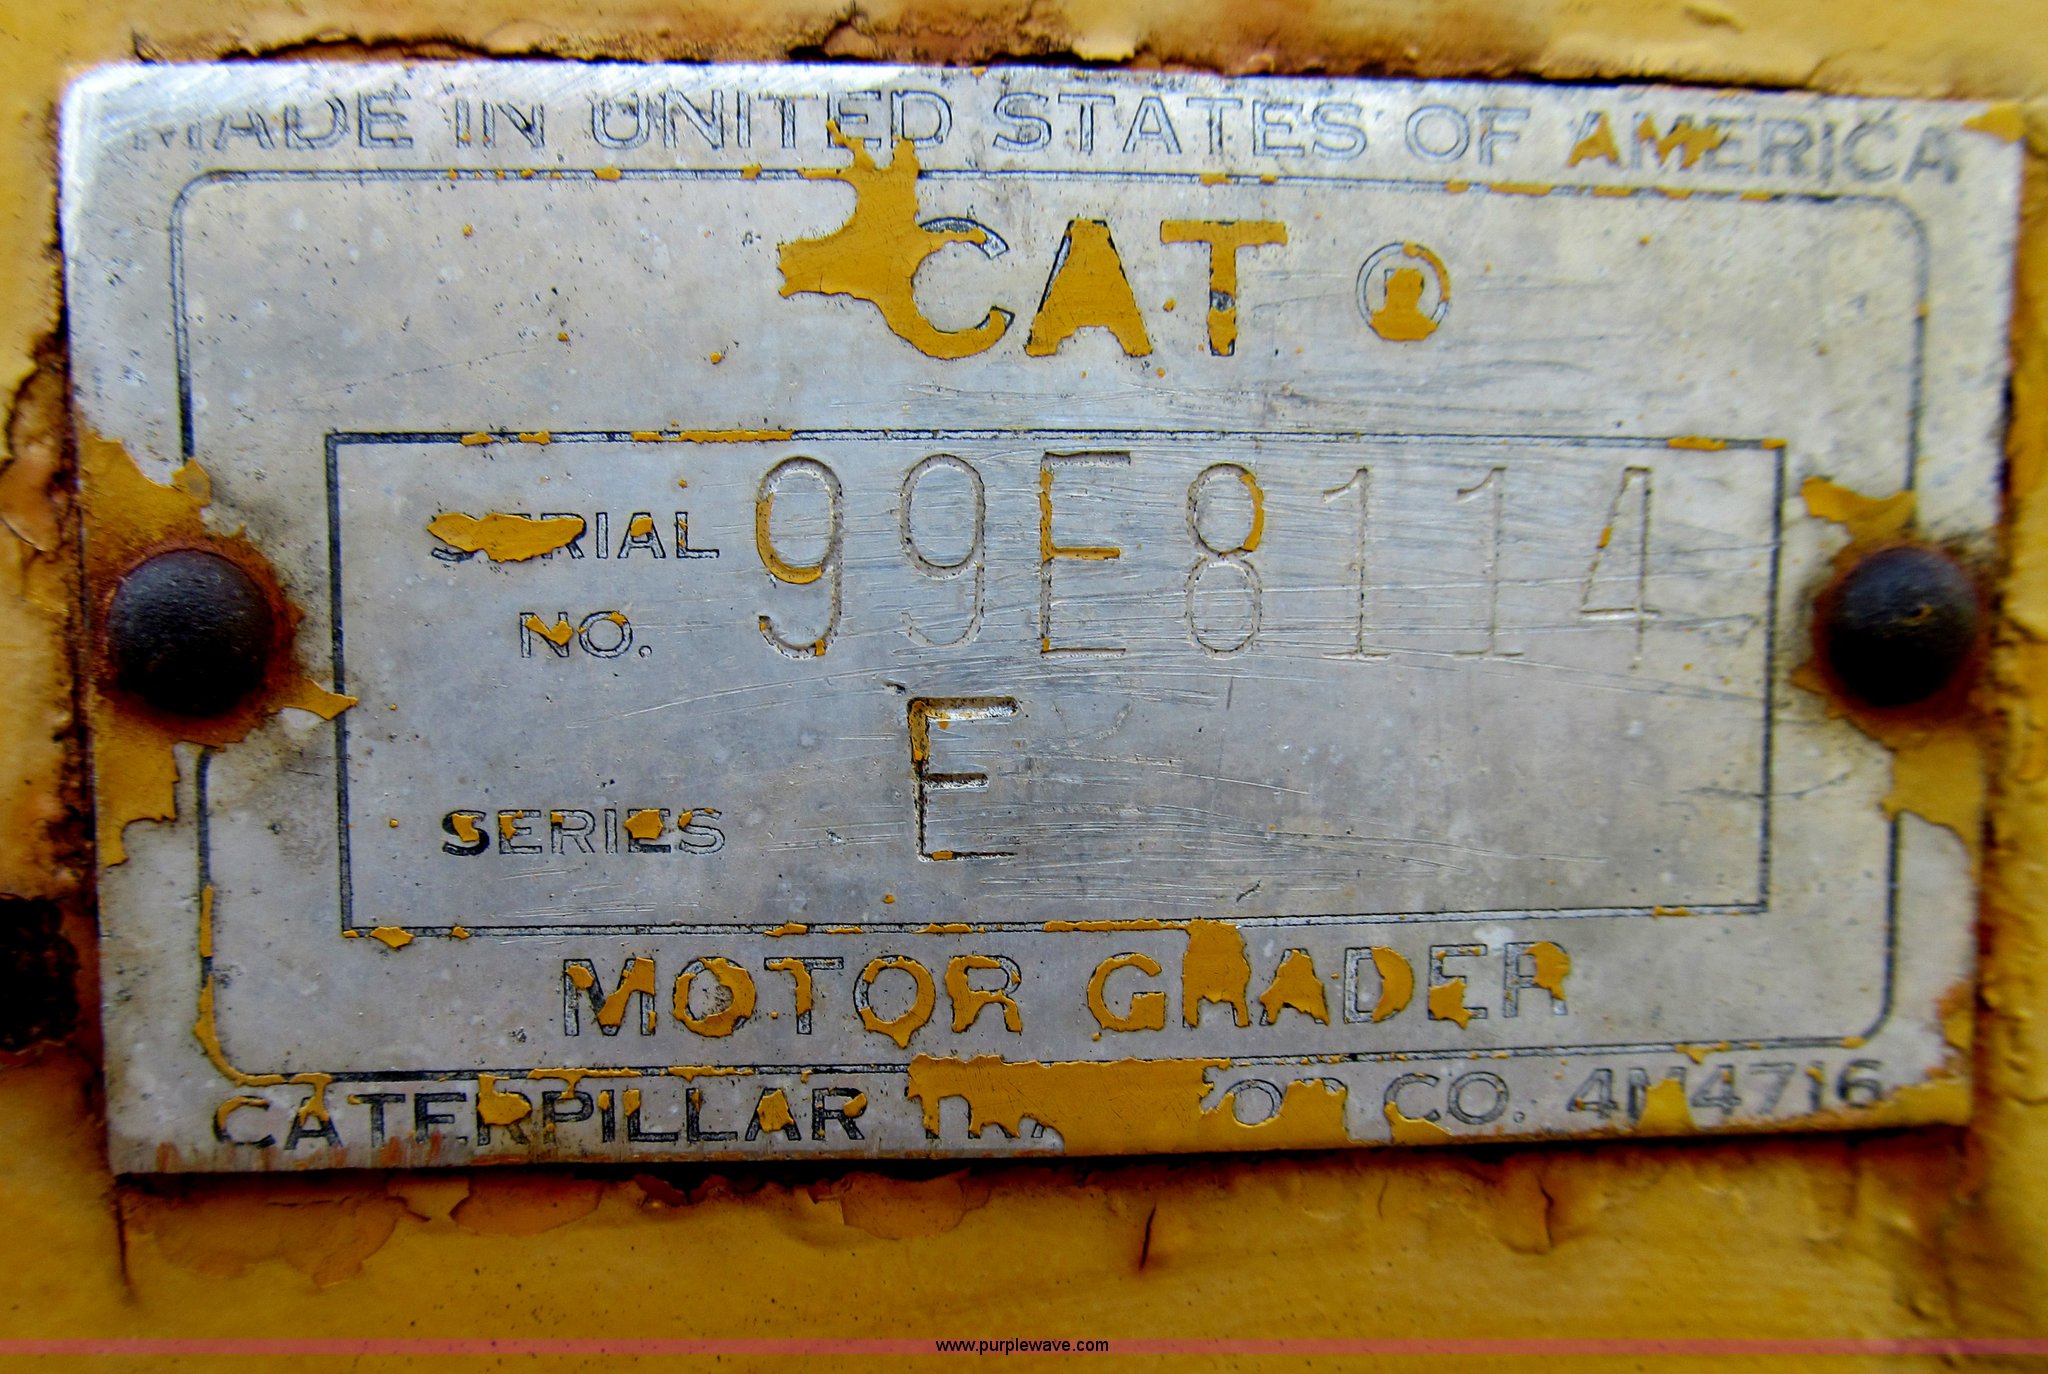 MADE IN UNITED STATES OF AMERICA
CAT ®
SERIAL NO. 99E8114
SERIES E
MOTOR GRADER
CATERPILLAR TRACTOR CO. 4M4716
www.purplewave.com